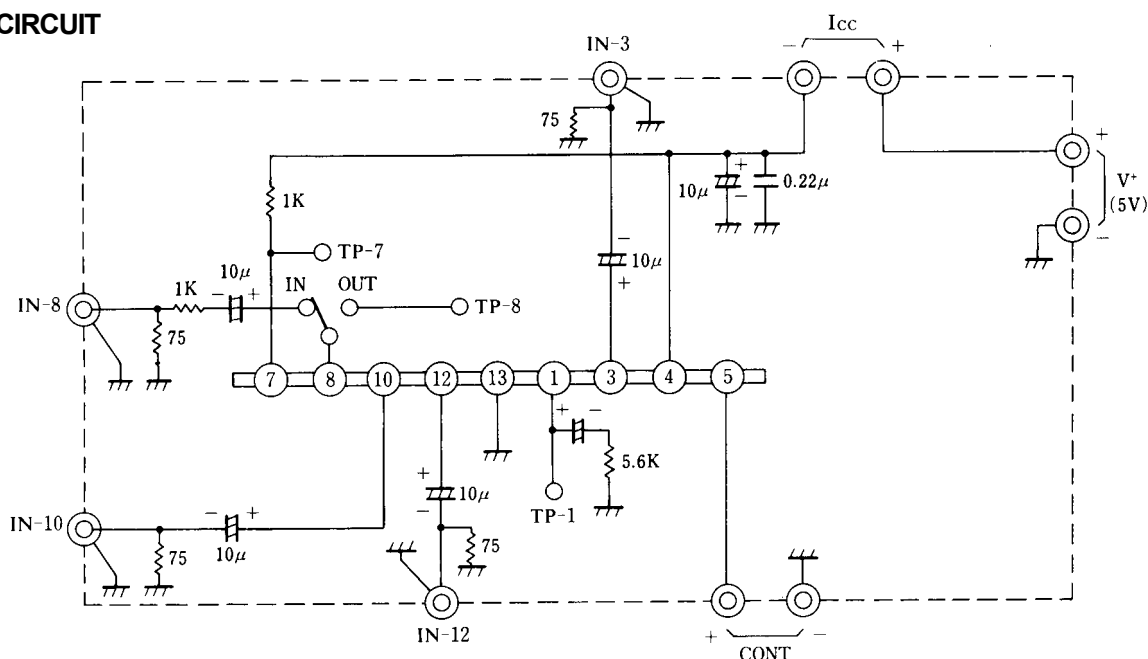 CIRCUIT
Icc
IN-3
- +
75
+
10μ
+
-
0.22μ
V+
(5V)
-
1K
TP-7
-
10μ
+
10μ
IN OUT
IN-8
1K
- +
TP-8
75
7 8 10 12 13 1 3 4 5
+ -
5.6K
+
10μ
-
TP-1
IN-10
- +
10μ
75
75
IN-12
+ -
CONT